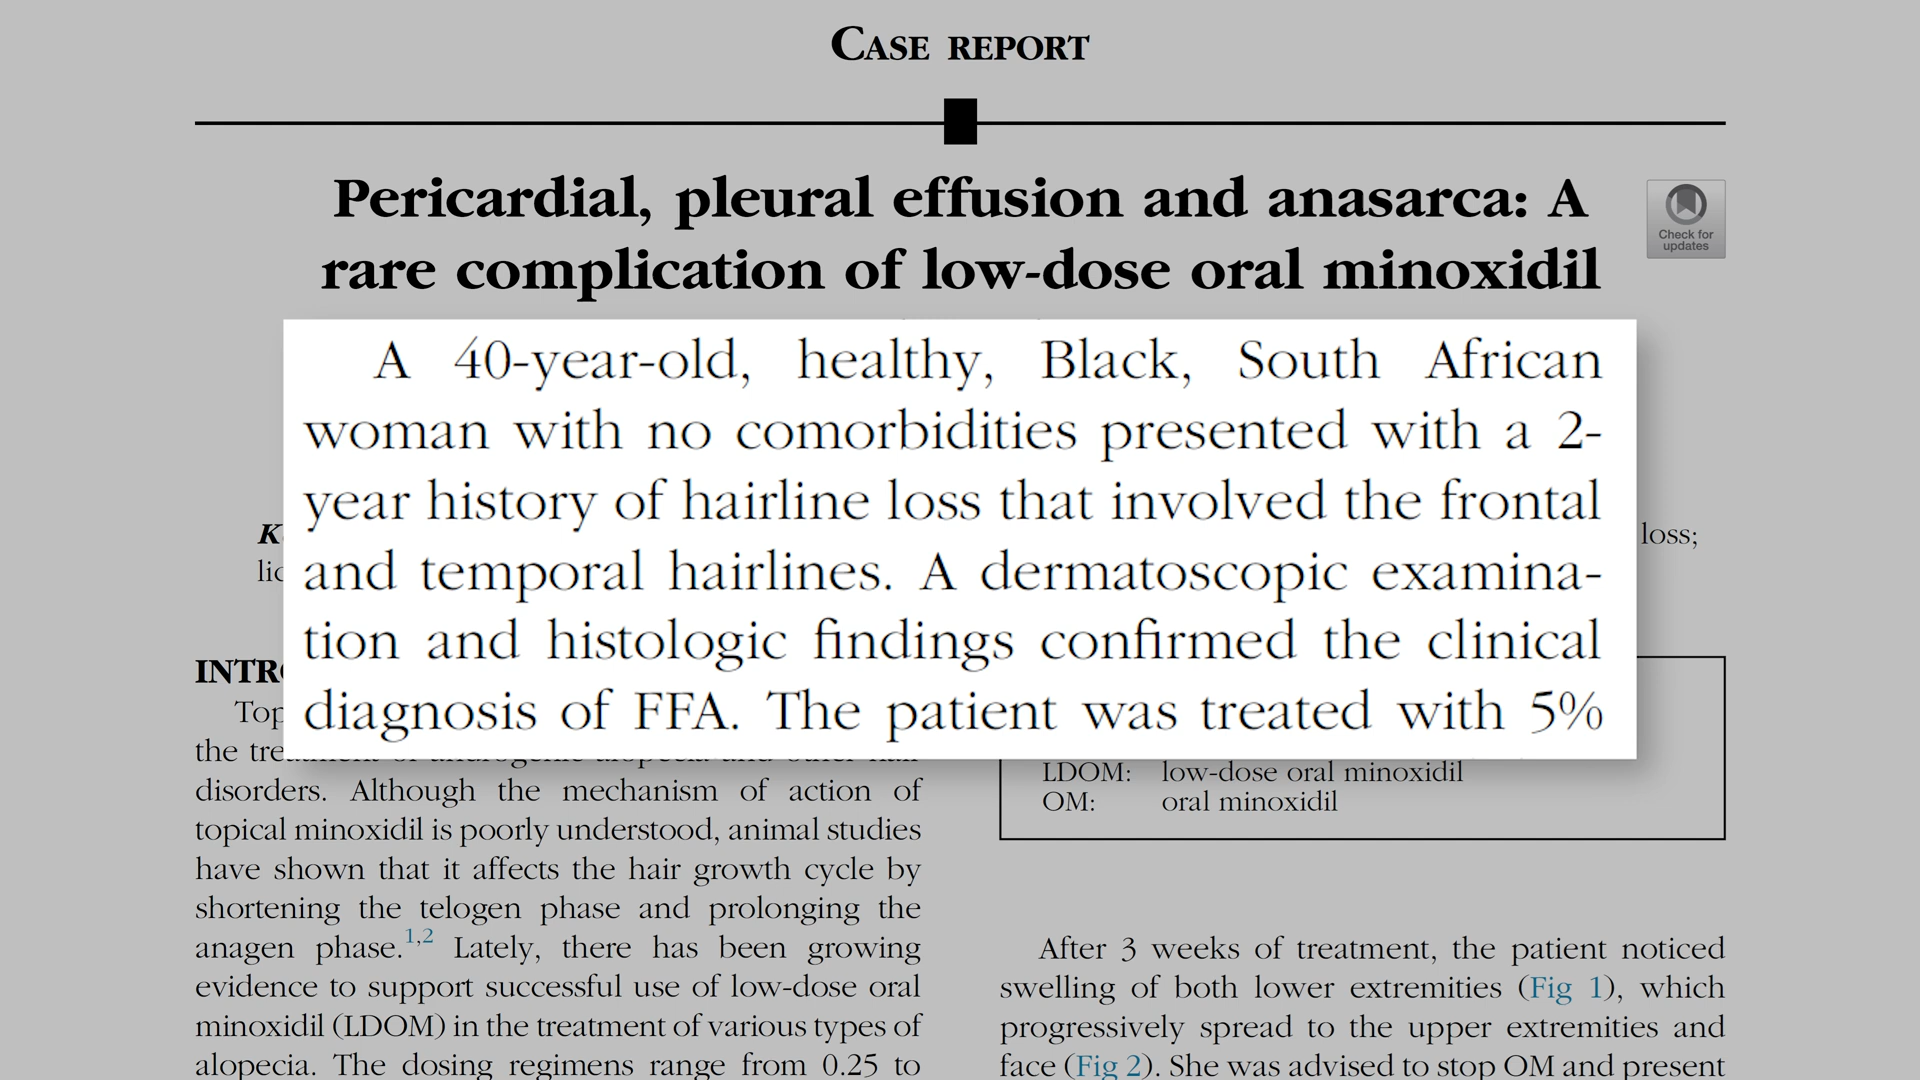 CASE REPORT
Pericardial, pleural effusion and anasarca: A
rare complication of low-dose oral minoxidil
Check for
updates
A 40-year-old, healthy, Black, South African
woman with no comorbidities presented with a 2-
year history of hairline loss that involved the frontal
and temporal hairlines. A dermatoscopic examina-
tion and histologic findings confirmed the clinical
diagnosis of FFA. The patient was treated with 5%
loss;
disorders. Although the mechanism of action of
topical minoxidil is poorly understood, animal studies
have shown that it affects the hair growth cycle by
shortening the telogen phase and prolonging the
anagen phase.1,2 Lately, there has been growing
evidence to support successful use of low-dose oral
minoxidil (LDOM) in the treatment of various types of
alopecia. The dosing regimens range from 0.25 to
LDOM: low-dose oral minoxidil
OM: oral minoxidil
After 3 weeks of treatment, the patient noticed
swelling of both lower extremities (Fig 1), which
progressively spread to the upper extremities and
face (Fig 2). She was advised to stop OM and present